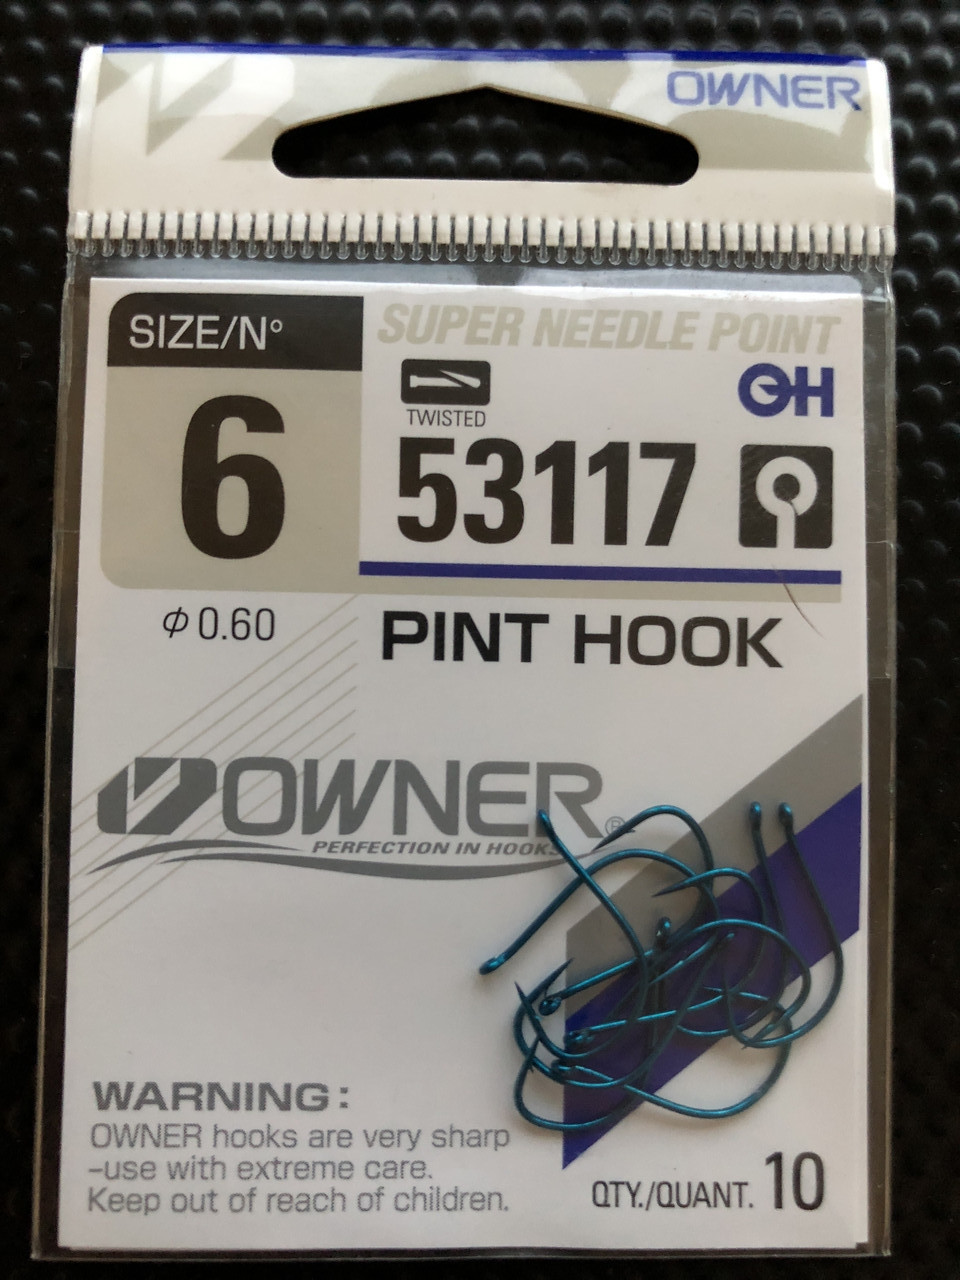 OWNER
SIZE/N°
SUPER NEEDLE POINT
6
TWISTED
OH
53117
φ 0.60
PINT HOOK
OWNER®
PERFECTION IN HOOKS
WARNING:
OWNER hooks are very sharp
-use with extreme care.
Keep out of reach of children.
QTY./QUANT. 10